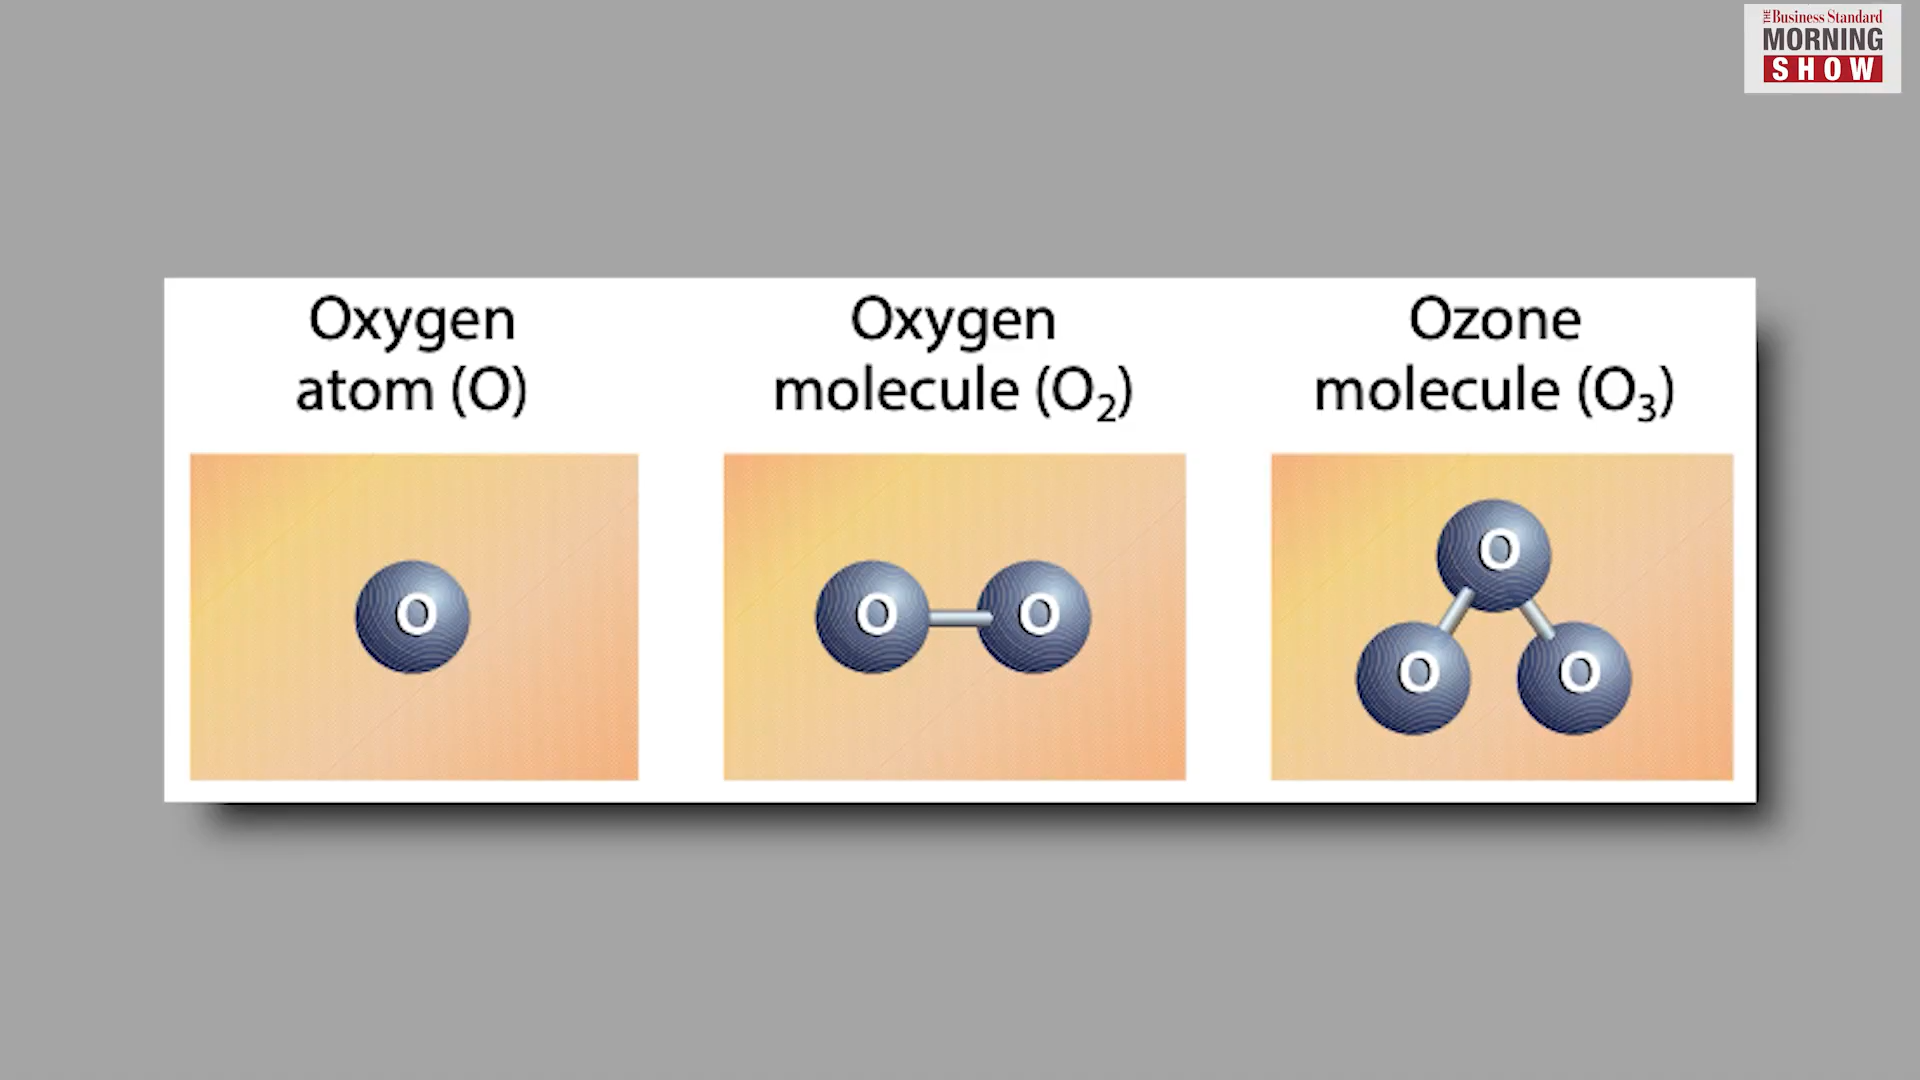 THE Business Standard
MORNING
SHOW
Oxygen
atom (O)
Oxygen
molecule (O₂)
Ozone
molecule (O₃)
O
O O
O
O O